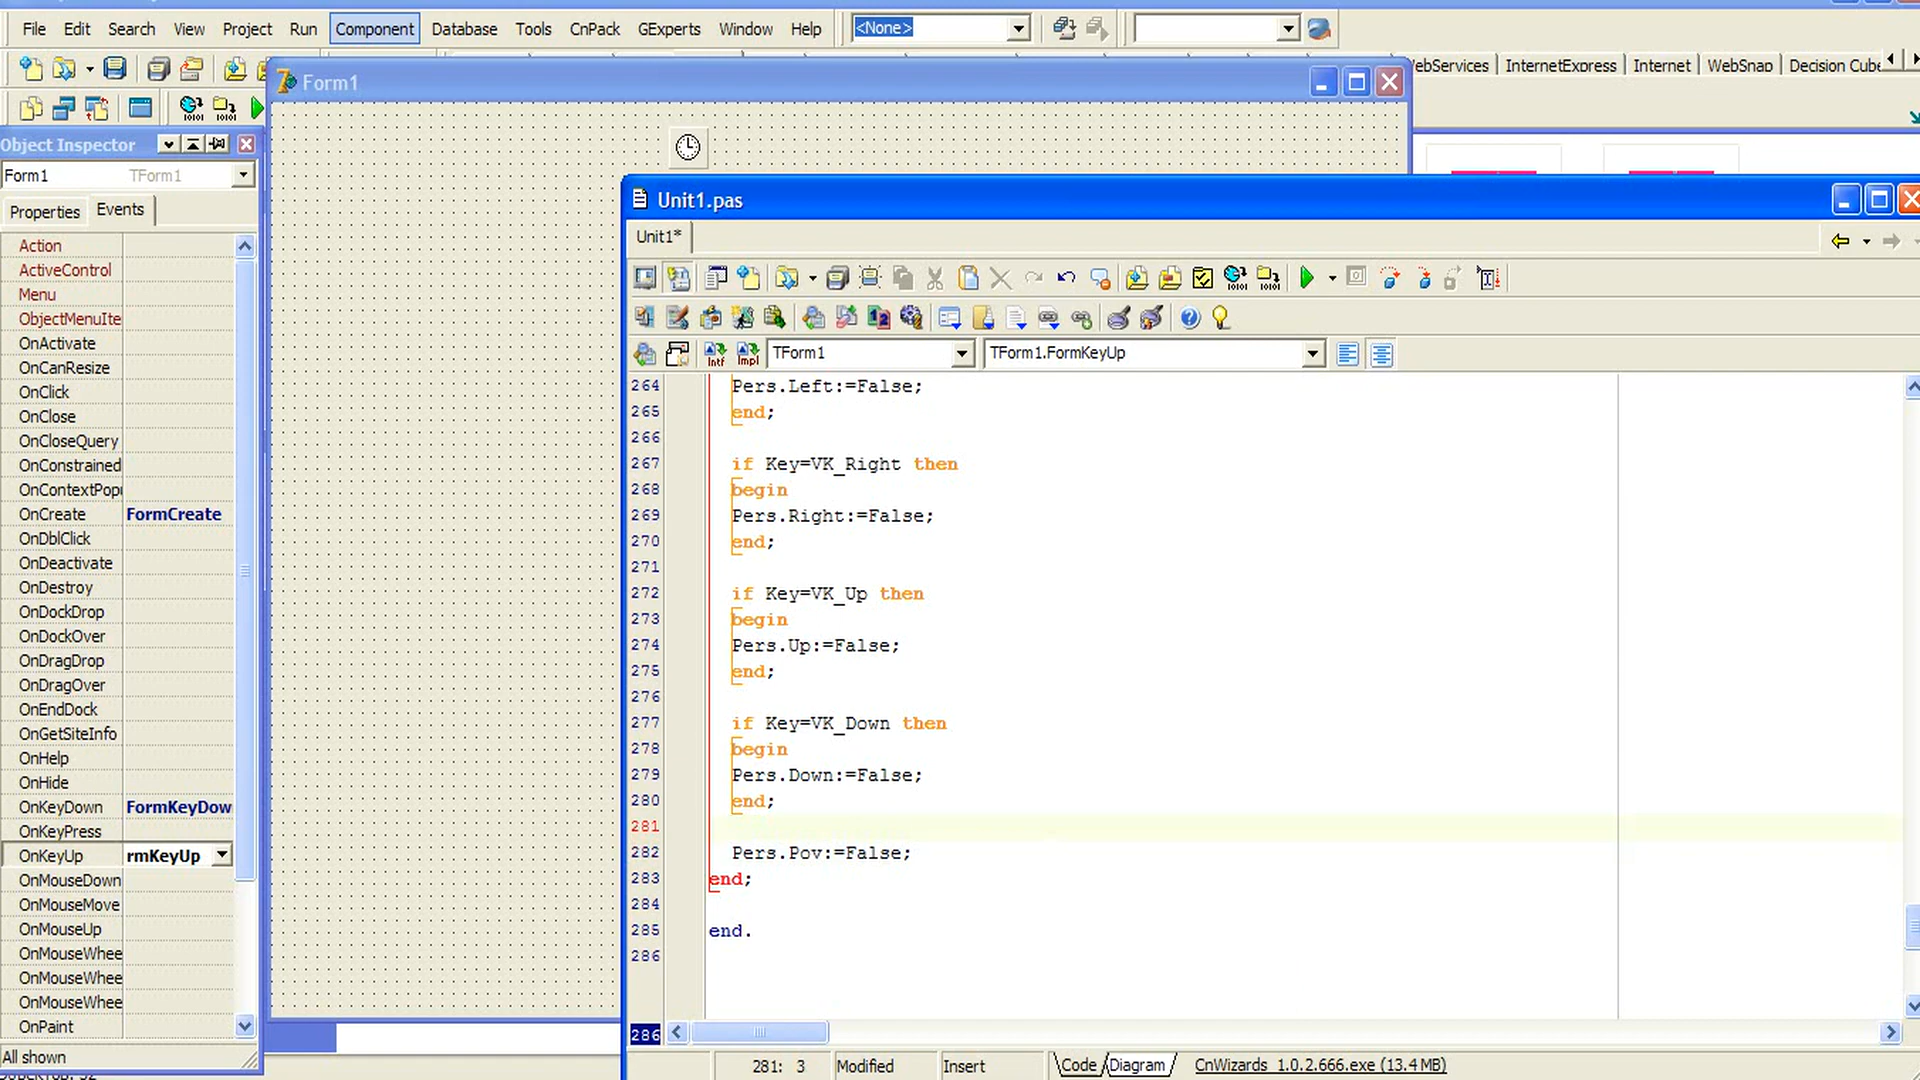 File Edit Search View Project Run Component Database Tools CnPack GExperts Window Help <None>
WebServices InternetExpress Internet WebSnap Decision Cube
Form1
Object Inspector
Form1 TForm1
Properties Events
Action
ActiveControl
Menu
ObjectMenuIte
OnActivate
OnCanResize
OnClick
OnClose
OnCloseQuery
OnConstrained
OnContextPop
OnCreate FormCreate
OnDblClick
OnDeactivate
OnDestroy
OnDockDrop
OnDockOver
OnDragDrop
OnDragOver
OnEndDock
OnGetSiteInfo
OnHelp
OnHide
OnKeyDown FormKeyDow
OnKeyPress
OnKeyUp rmKeyUp
OnMouseDown
OnMouseMove
OnMouseUp
OnMouseWhee
OnMouseWhee
OnMouseWhee
OnPaint
All shown
Unit1.pas
Unit1*
Intf Impl TForm1 TForm1.FormKeyUp
264 Pers.Left:=False;
265 end;
266
267 if Key=VK_Right then
268 begin
269 Pers.Right:=False;
270 end;
271
272 if Key=VK_Up then
273 begin
274 Pers.Up:=False;
275 end;
276
277 if Key=VK_Down then
278 begin
279 Pers.Down:=False;
280 end;
281
282 Pers.Pov:=False;
283 end;
284
285 end.
286
286
281: 3 Modified Insert Code Diagram CnWizards_1.0.2.666.exe (13.4 MB)